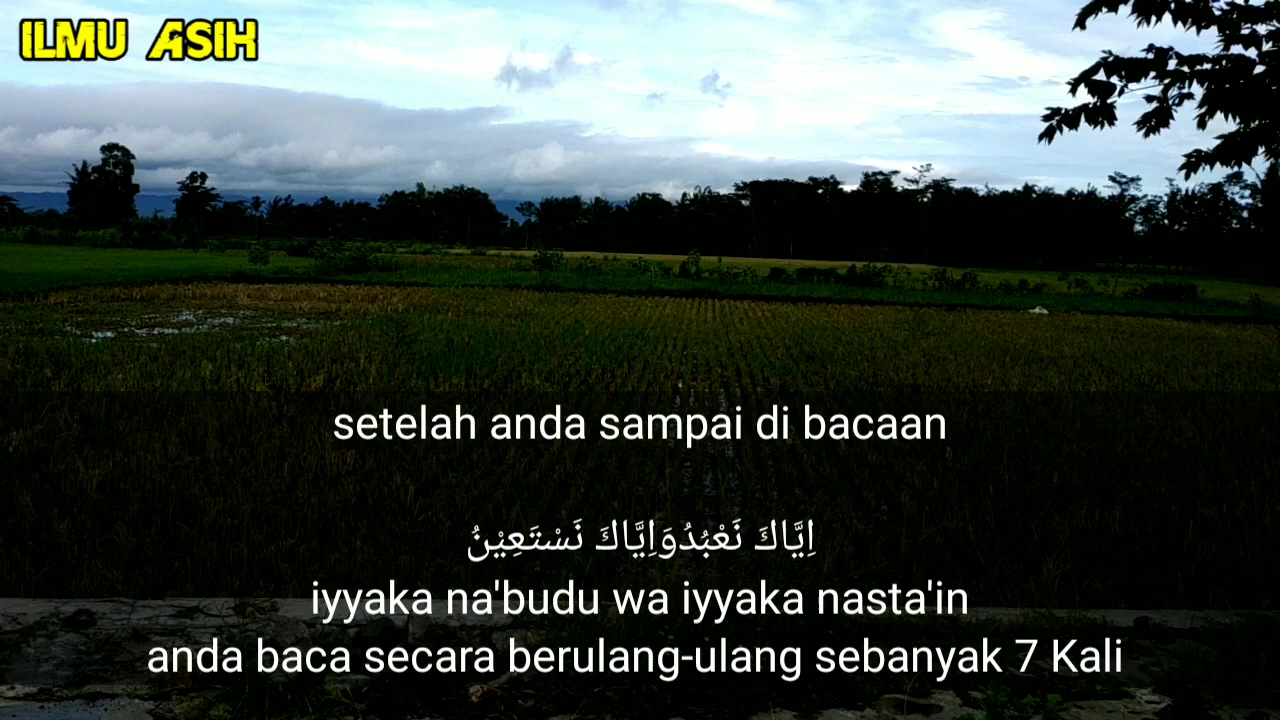 ILMU ASIH
setelah anda sampai di bacaan
اِيَّاكَ نَعْبُدُوَاِيَّاكَ نَسْتَعِيْنُ
iyyaka na'budu wa iyyaka nasta'in
anda baca secara berulang-ulang sebanyak 7 Kali